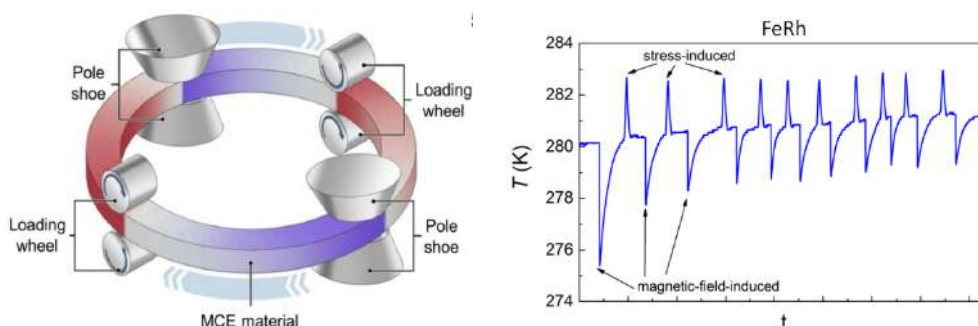 Pole
shoe
Loading
wheel
Loading
wheel
Pole
shoe
MCE material
FeRh
284
282
280
278
276
274
T (K)
stress-induced
magnetic-field-induced
t